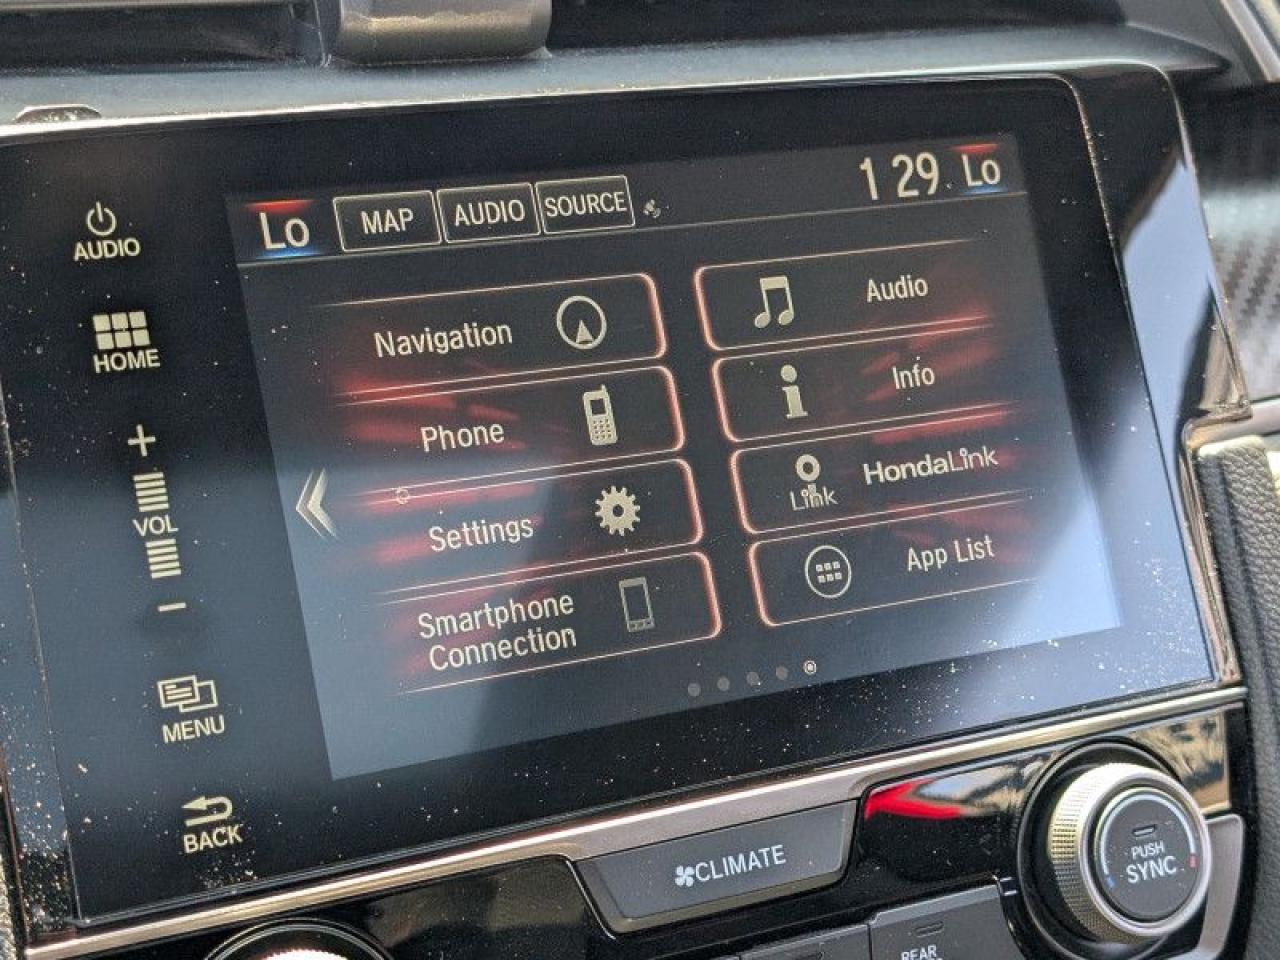 Lo MAP AUDIO SOURCE 1 29 Lo
AUDIO
HOME
+
VOL
−
MENU
BACK
Navigation
Phone
Settings
Smartphone
Connection
Audio
Info
Link HondaLink
App List
CLIMATE
PUSH
SYNC
REAR